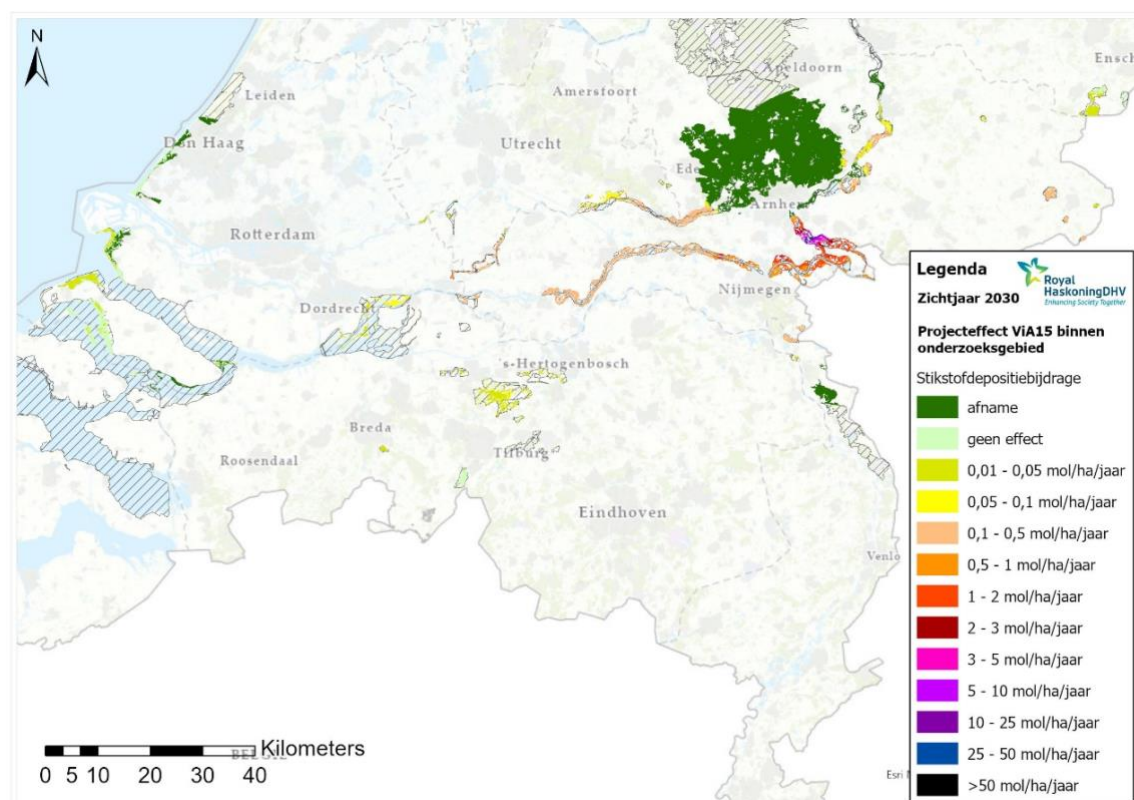 N
Apeldoorn
Ensch
Leiden
Amersfoort
Den Haag
Utrecht
Ede
Arnhem
Rotterdam
Nijmegen
Dordrecht
's-Hertogenbosch
Breda
Tilburg
Roosendaal
Eindhoven
Venlo
Legenda
Royal
HaskoningDHV
Enhancing Society Together
Zichtjaar 2030
Projecteffect ViA15 binnen
onderzoeksgebied
Stikstofdepositiebijdrage
afname
geen effect
0,01 - 0,05 mol/ha/jaar
0,05 - 0,1 mol/ha/jaar
0,1 - 0,5 mol/ha/jaar
0,5 - 1 mol/ha/jaar
1 - 2 mol/ha/jaar
2 - 3 mol/ha/jaar
3 - 5 mol/ha/jaar
5 - 10 mol/ha/jaar
10 - 25 mol/ha/jaar
25 - 50 mol/ha/jaar
>50 mol/ha/jaar
Kilometers
0 5 10 20 30 40
Esri